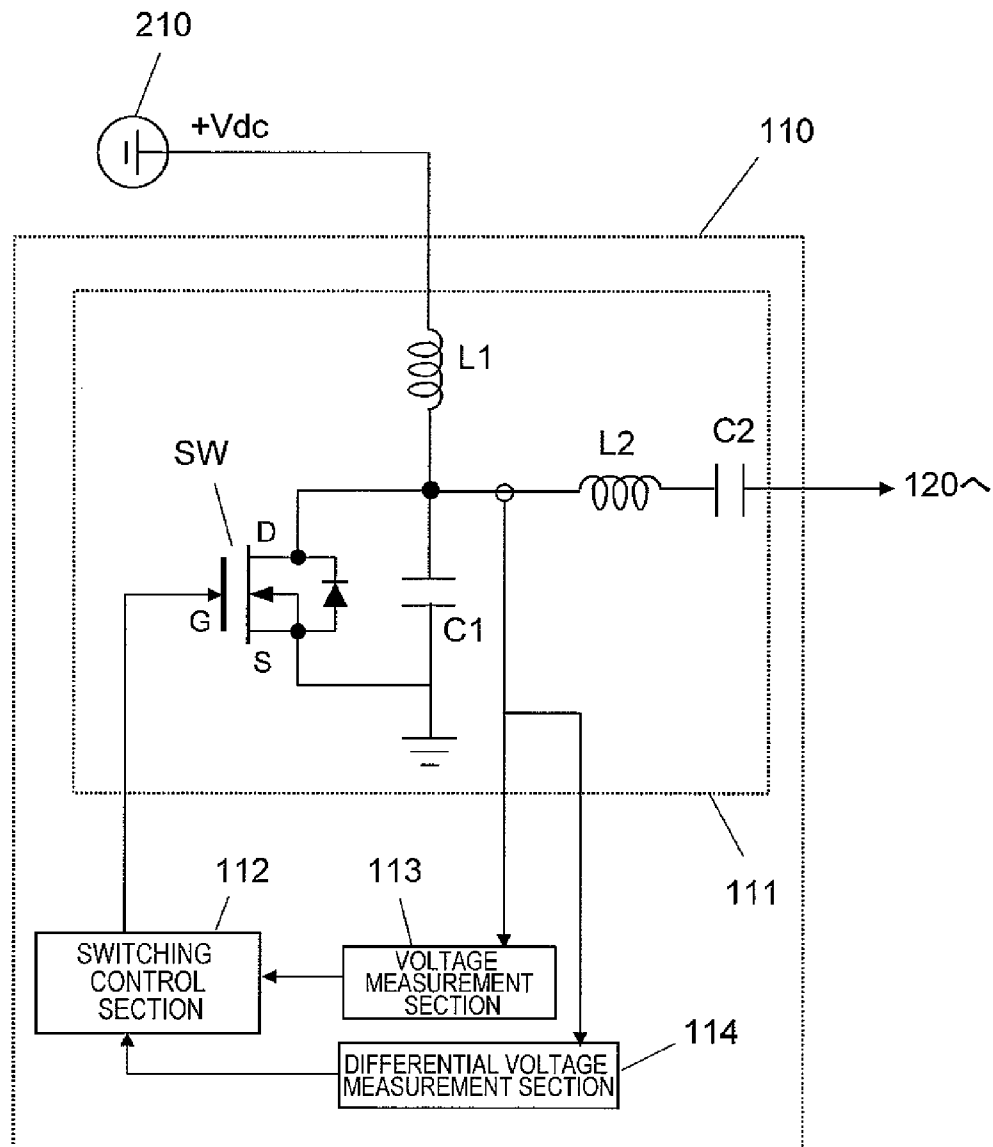 210
+Vdc
110
L1
L2
C2
120へ
SW
D
G
S
C1
111
112
113
SWITCHING
CONTROL
SECTION
VOLTAGE
MEASUREMENT
SECTION
114
DIFFERENTIAL VOLTAGE
MEASUREMENT SECTION